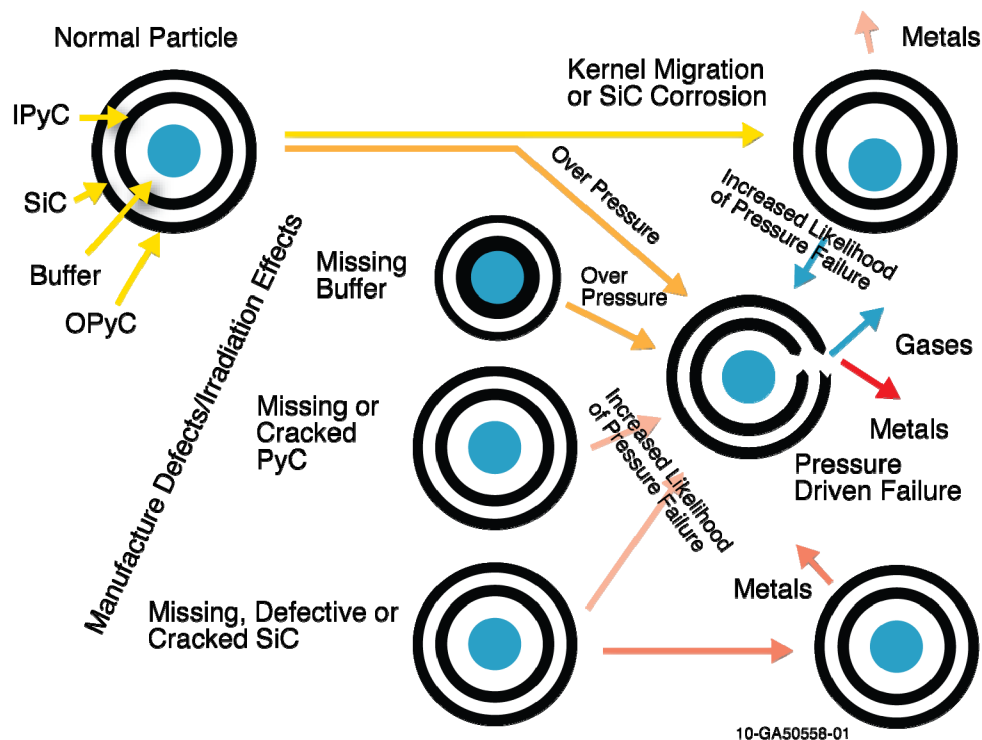 Normal Particle
IPyC
SiC
Buffer
OPyC
Manufacture Defects/Irradiation Effects
Kernel Migration
or SiC Corrosion
Metals
Over Pressure
Increased Likelihood
of Pressure Failure
Missing
Buffer
Over
Pressure
Gases
Metals
Pressure
Driven Failure
Missing or
Cracked
PyC
Increased Likelihood
of Pressure Failure
Missing, Defective or
Cracked SiC
Metals
10-GA50558-01